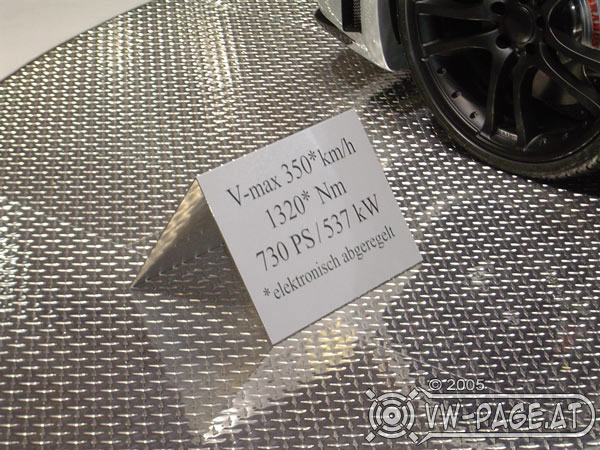 V-max 350* km/h
1320* Nm
730 PS/537 kW
* elektronisch abgeregelt
© 2005.
VW-PAGE.AT